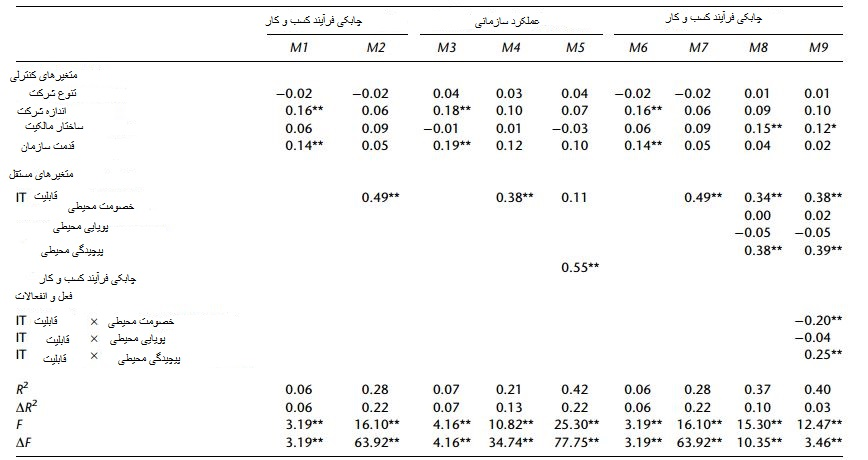 چابکی فرآیند کسب و کار عملکرد سازمانی چابکی فرآیند کسب و کار
M1 M2 M3 M4 M5 M6 M7 M8 M9
متغیرهای کنترلی
تنوع شرکت −0.02 −0.02 0.04 0.03 0.04 −0.02 −0.02 0.01 0.01
اندازه شرکت 0.16** 0.06 0.18** 0.10 0.07 0.16** 0.06 0.09 0.10
ساختار مالکیت 0.06 0.09 −0.01 0.01 −0.03 0.06 0.09 0.15** 0.12*
قدمت سازمان 0.14** 0.05 0.19** 0.12 0.10 0.14** 0.05 0.04 0.02
متغیرهای مستقل
IT قابلیت 0.49** 0.38** 0.11 0.49** 0.34** 0.38**
خصومت محیطی 0.00 0.02
پویایی محیطی −0.05 −0.05
پیچیدگی محیطی 0.38** 0.39**
0.55**
چابکی فرآیند کسب و کار
فعل و انفعالات
IT قابلیت × خصومت محیطی −0.20**
IT قابلیت × پویایی محیطی −0.04
IT قابلیت × پیچیدگی محیطی 0.25**
R² 0.06 0.28 0.07 0.21 0.42 0.06 0.28 0.37 0.40
ΔR² 0.06 0.22 0.07 0.13 0.22 0.06 0.22 0.10 0.03
F 3.19** 16.10** 4.16** 10.82** 25.30** 3.19** 16.10** 15.30** 12.47**
ΔF 3.19** 63.92** 4.16** 34.74** 77.75** 3.19** 63.92** 10.35** 3.46**